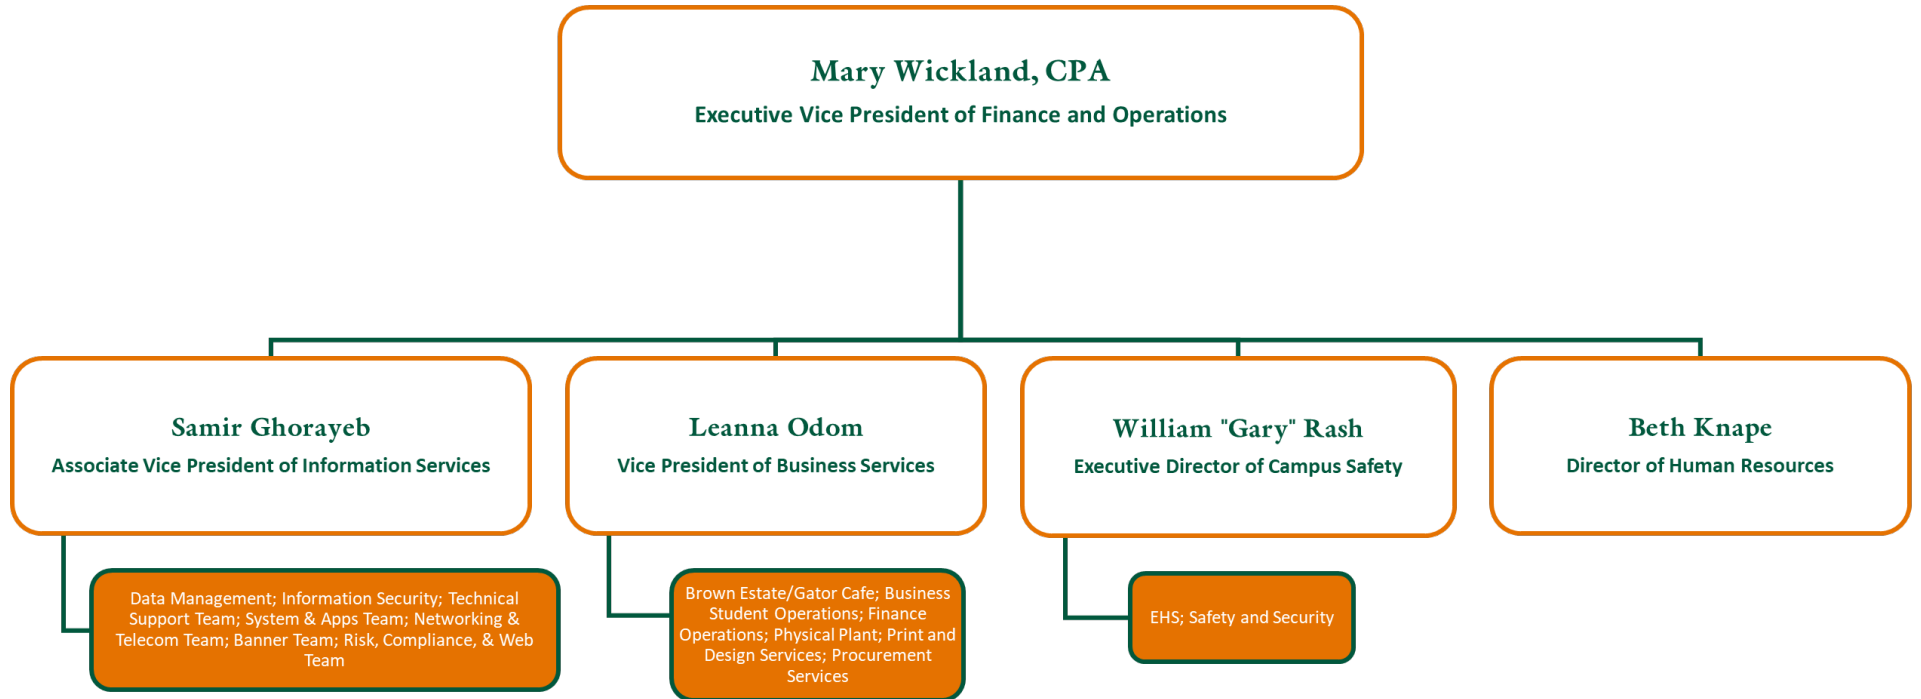 Mary Wickland, CPA
Executive Vice President of Finance and Operations
Samir Ghorayeb
Associate Vice President of Information Services
Leanna Odom
Vice President of Business Services
William "Gary" Rash
Executive Director of Campus Safety
Beth Knape
Director of Human Resources
Data Management; Information Security; Technical
Support Team; System & Apps Team; Networking &
Telecom Team; Banner Team; Risk, Compliance, & Web
Team
Brown Estate/Gator Cafe; Business
Student Operations; Finance
Operations; Physical Plant; Print and
Design Services; Procurement
Services
EHS; Safety and Security